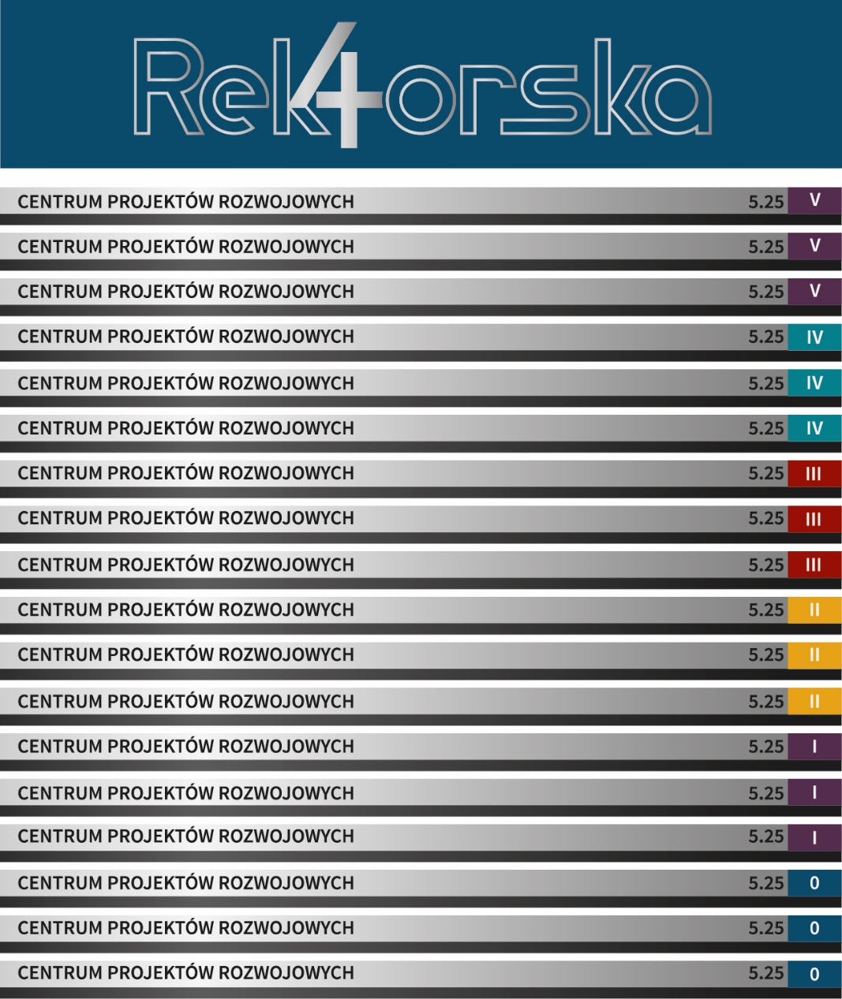 Rek4orska
CENTRUM PROJEKTÓW ROZWOJOWYCH 5.25 V
CENTRUM PROJEKTÓW ROZWOJOWYCH 5.25 V
CENTRUM PROJEKTÓW ROZWOJOWYCH 5.25 V
CENTRUM PROJEKTÓW ROZWOJOWYCH 5.25 IV
CENTRUM PROJEKTÓW ROZWOJOWYCH 5.25 IV
CENTRUM PROJEKTÓW ROZWOJOWYCH 5.25 IV
CENTRUM PROJEKTÓW ROZWOJOWYCH 5.25 III
CENTRUM PROJEKTÓW ROZWOJOWYCH 5.25 III
CENTRUM PROJEKTÓW ROZWOJOWYCH 5.25 III
CENTRUM PROJEKTÓW ROZWOJOWYCH 5.25 II
CENTRUM PROJEKTÓW ROZWOJOWYCH 5.25 II
CENTRUM PROJEKTÓW ROZWOJOWYCH 5.25 II
CENTRUM PROJEKTÓW ROZWOJOWYCH 5.25 I
CENTRUM PROJEKTÓW ROZWOJOWYCH 5.25 I
CENTRUM PROJEKTÓW ROZWOJOWYCH 5.25 I
CENTRUM PROJEKTÓW ROZWOJOWYCH 5.25 0
CENTRUM PROJEKTÓW ROZWOJOWYCH 5.25 0
CENTRUM PROJEKTÓW ROZWOJOWYCH 5.25 0